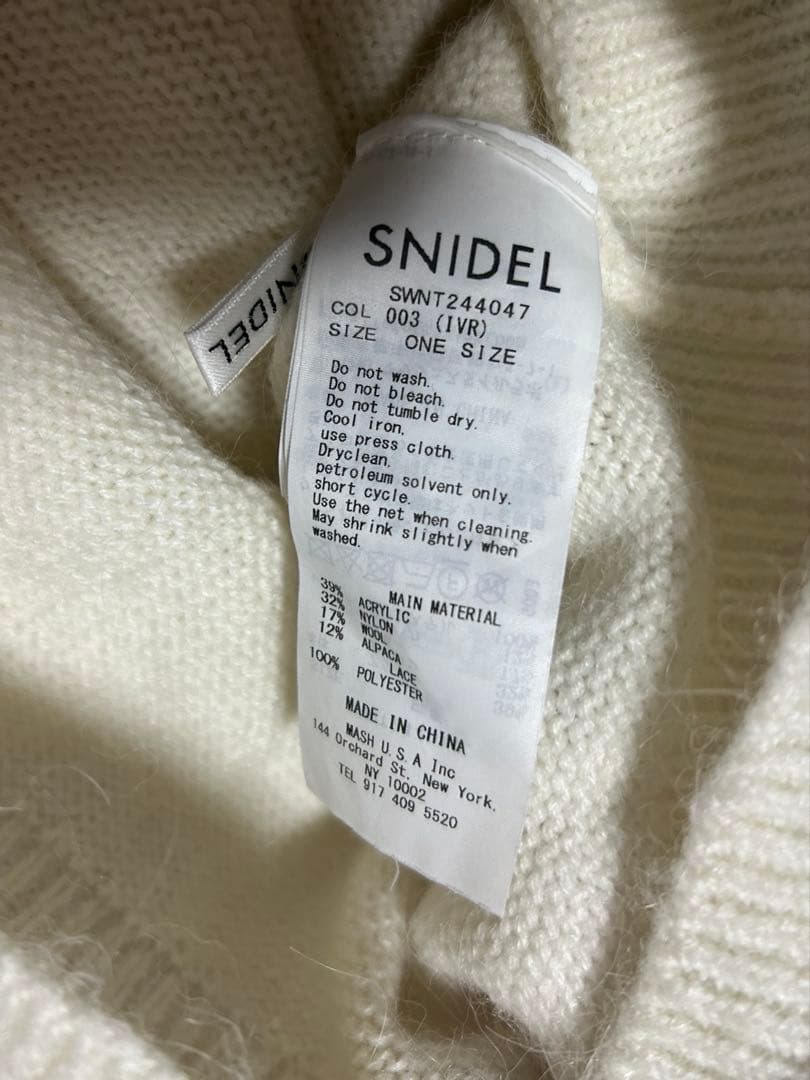 SNIDEL
SNIDEL
SWNT244047
COL 003 (IVR)
SIZE ONE SIZE
Do not wash.
Do not bleach.
Do not tumble dry.
Cool iron.
use press cloth.
Dryclean.
petroleum solvent only.
short cycle.
Use the net when cleaning.
May shrink slightly when
washed.
MAIN MATERIAL
39% ACRYLIC
32% NYLON
17% WOOL
12% ALPACA
LACE
100% POLYESTER
MADE IN CHINA
MASH U.S.A Inc
144 Orchard St. New York.
NY 10002
TEL 917 409 5520